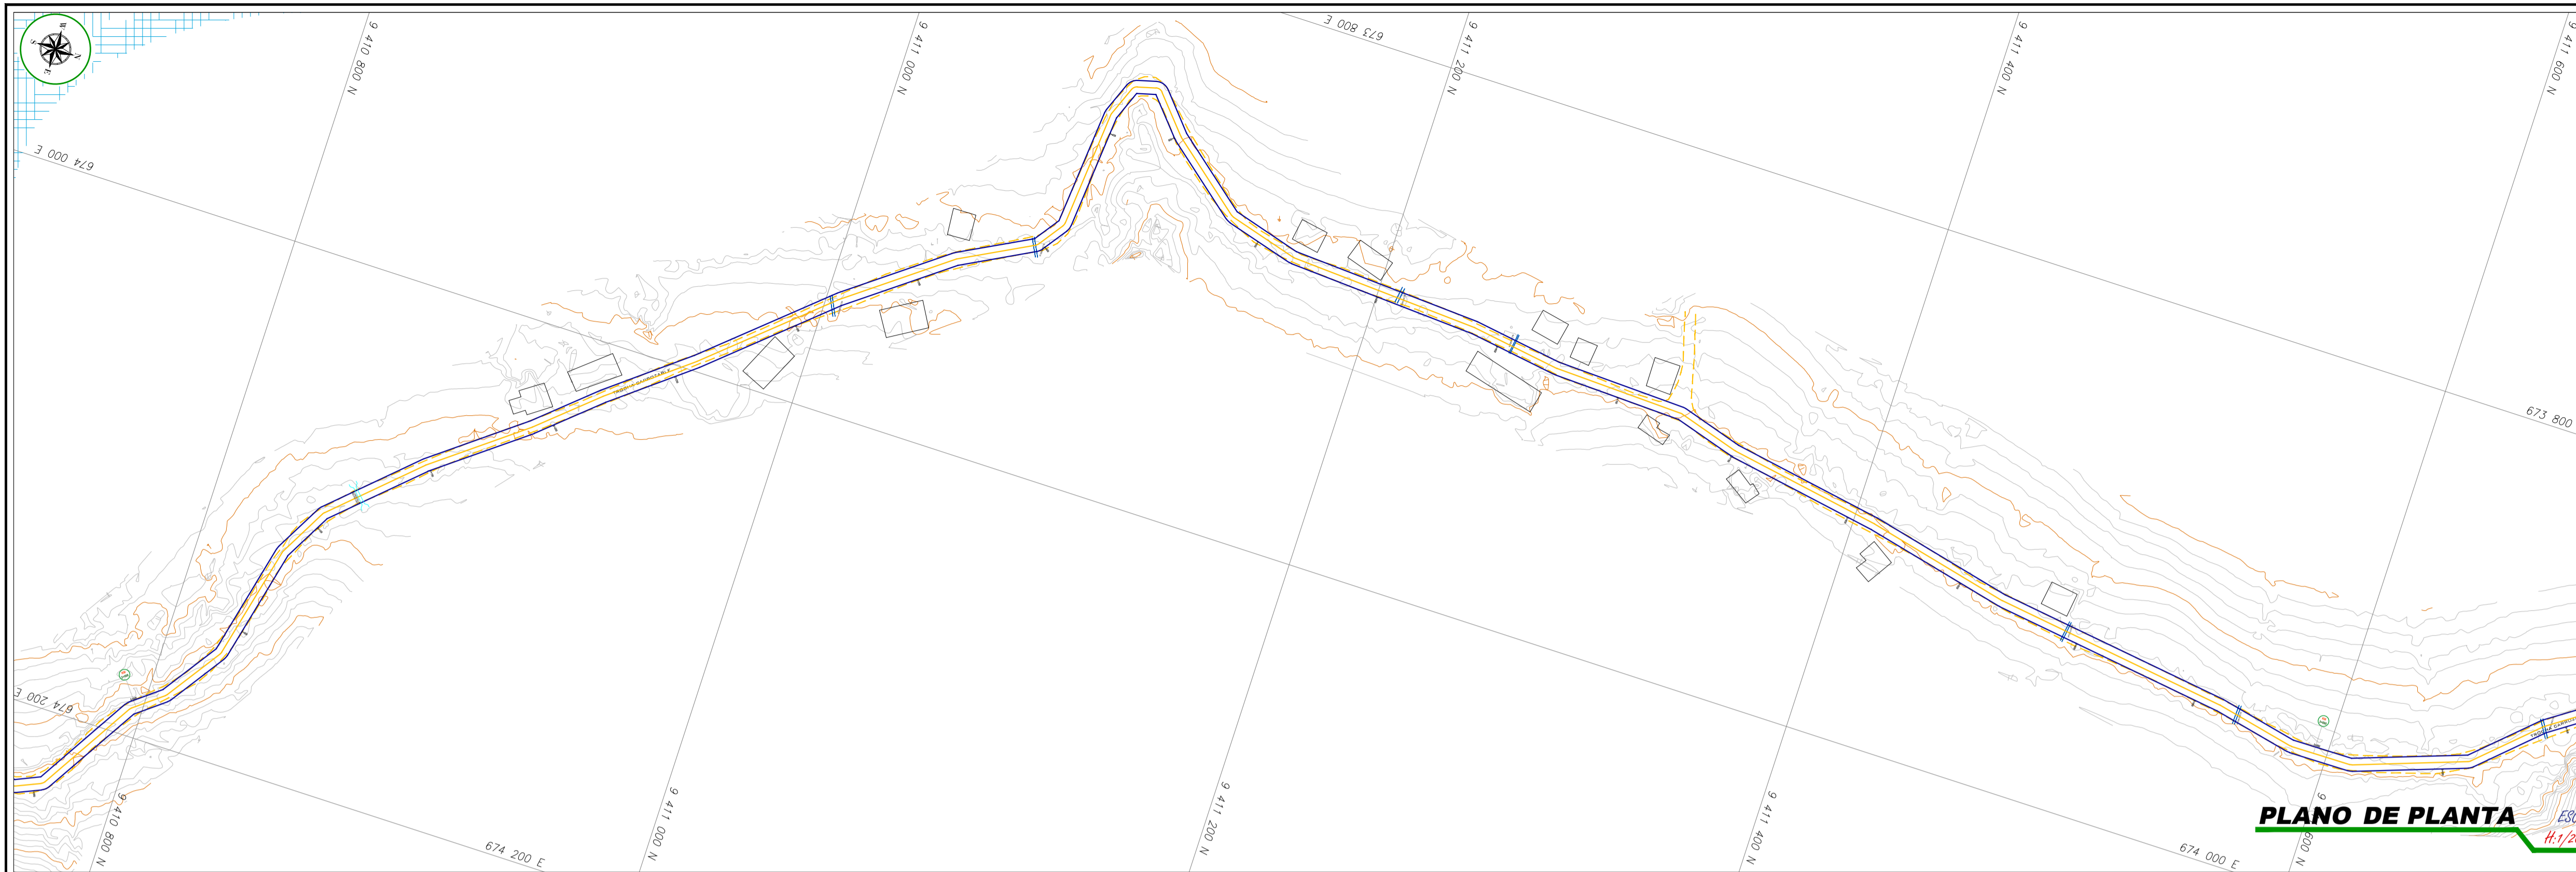 N
S
E
9 410 800 N
9 411 000 N
673 800 E
9 411 200 N
9 411 400 N
9 411 600 N
674 000 E
TROCHA CARROZABLE
673 800
674 200 E
9 410 800 N
9 411 000 N
9 411 200 N
9 411 400 N
674 200 E
674 000 E
PLANO DE PLANTA